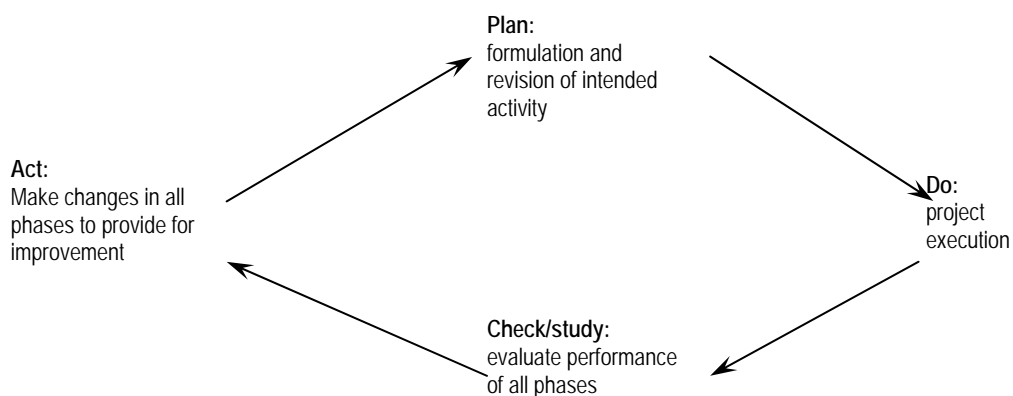 Plan:
formulation and
revision of intended
activity
Act:
Make changes in all
phases to provide for
improvement
Do:
project
execution
Check/study:
evaluate performance
of all phases